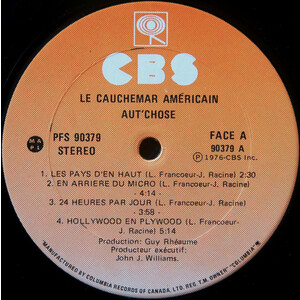 CBS
LE CAUCHEMAR AMÉRICAIN
AUT'CHOSE
PFS 90379
STEREO
FACE A
90379 A
MAPL
Ⓟ 1976-CBS Inc.
1-LES PAYS D'EN HAUT (L. Francoeur-J. Racine) 2:30
2-EN ARRIERE DU MICRO (L. Francoeur-J. Racine)
- 4:14 -
3-24 HEURES PAR JOUR (L. Francoeur-J. Racine)
- 3:58 -
4-HOLLYWOOD EN PLYWOOD (L. Francoeur-
J. Racine) 5:14
Production: Guy Rhéaume
Producteur exécutif:
John J. Williams.
MANUFACTURED BY COLUMBIA RECORDS OF CANADA, LTD. REG. T.M. OWNER "COLUMBIA"